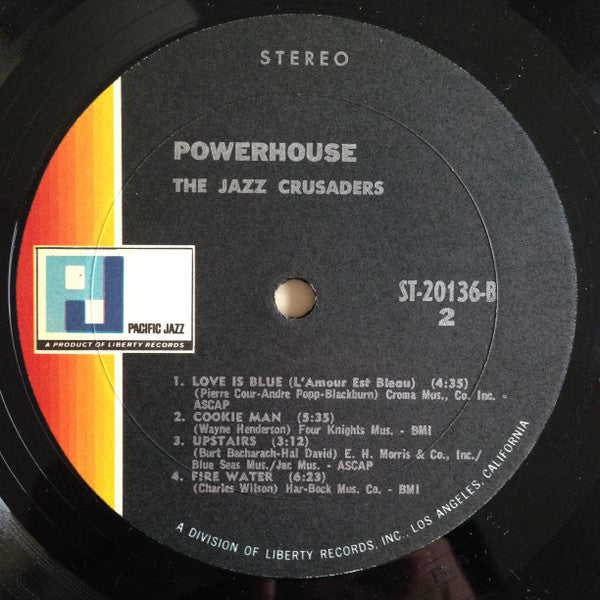 STEREO
POWERHOUSE
THE JAZZ CRUSADERS
PJ
PACIFIC JAZZ
A PRODUCT OF LIBERTY RECORDS
ST-20136-B
2
1. LOVE IS BLUE (L'Amour Est Bleau) (4:35)
(Pierre Cour-Andre Popp-Blackburn) Croma Mus., Co. Inc. -
ASCAP
2. COOKIE MAN (5:35)
(Wayne Henderson) Four Knights Mus. - BMI
3. UPSTAIRS (3:12)
(Burt Bacharach-Hal David) E. H. Morris & Co., Inc./
Blue Seas Mus./Jac Mus. - ASCAP
4. FIRE WATER (6:23)
(Charles Wilson) Har-Bock Mus. Co. - BMI
A DIVISION OF LIBERTY RECORDS, INC., LOS ANGELES, CALIFORNIA